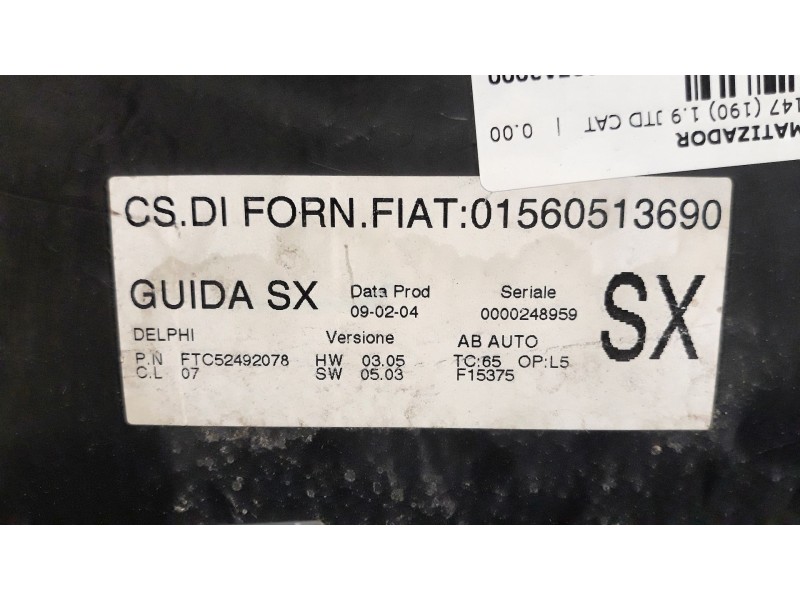 MATIZADOR
147 (190) 1.9 JTD CAT | 0.00
CS.DI FORN.FIAT:01560513690
GUIDA SX Data Prod Seriale SX
09-02-04 0000248959
DELPHI Versione AB AUTO
P.N FTC52492078 HW 03.05 TC:65 OP:L5
C.L 07 SW 05.03 F15375